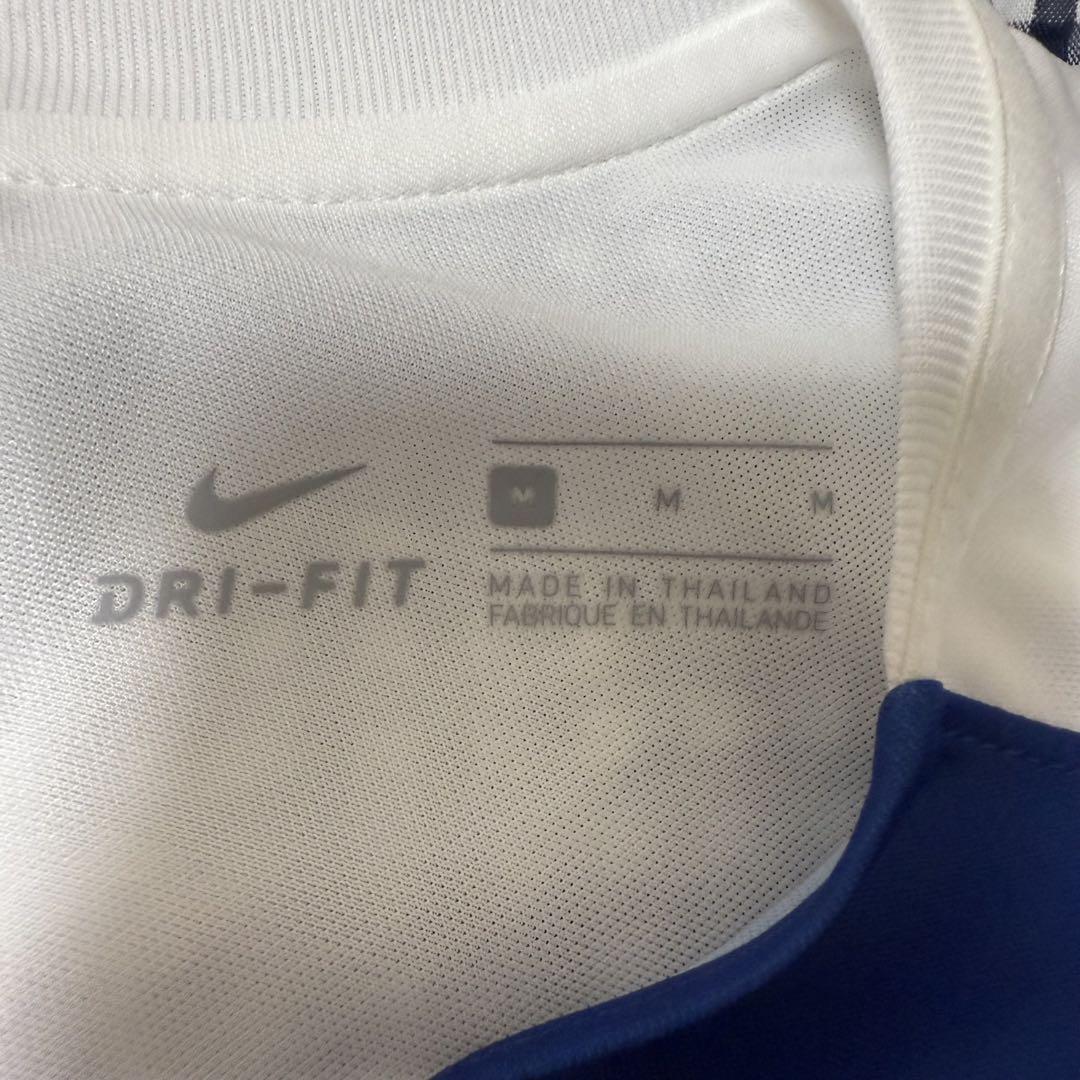 DRI-FIT
M M M
MADE IN THAILAND
FABRIQUE EN THAILANDE